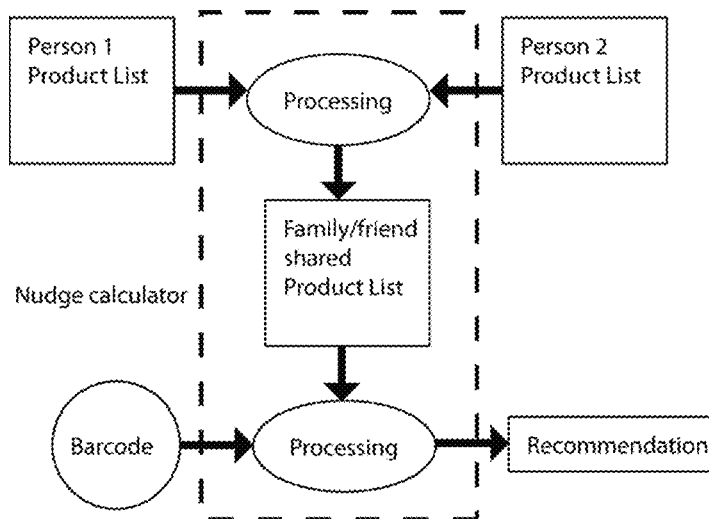 Person 1
Product List
Person 2
Product List
Processing
Family/friend
shared
Product List
Nudge calculator
Barcode
Processing
Recommendation